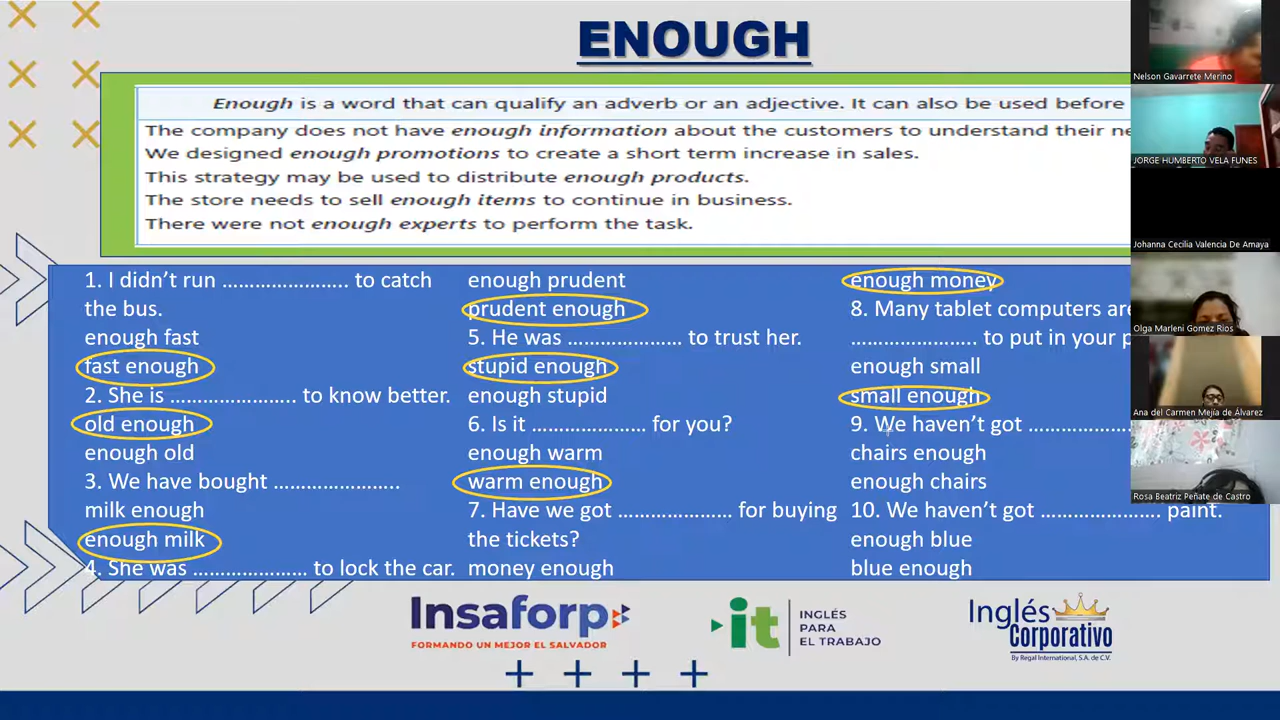 ENOUGH
Enough is a word that can qualify an adverb or an adjective. It can also be used before
The company does not have enough information about the customers to understand their
We designed enough promotions to create a short term increase in sales.
This strategy may be used to distribute enough products.
The store needs to sell enough items to continue in business.
There were not enough experts to perform the task.
1. I didn't run ………………….. to catch
the bus.
enough fast
fast enough
2. She is ………………….. to know better.
old enough
enough old
3. We have bought …………………..
milk enough
enough milk
4. She was ………………… to lock the car.
enough prudent
prudent enough
5. He was ………………… to trust her.
stupid enough
enough stupid
6. Is it ………………… for you?
enough warm
warm enough
7. Have we got ………………… for buying
the tickets?
money enough
enough money
8. Many tablet computers are
………………….. to put in your
enough small
small enough
9. We haven't got ………………
chairs enough
enough chairs
10. We haven't got …………………. paint.
enough blue
blue enough
Insaforp
FORMANDO UN MEJOR EL SALVADOR
it
INGLÉS
PARA
EL TRABAJO
Inglés
Corporativo
By Regal International, S.A. de C.V.
Nelson Gavarrete Merino
JORGE HUMBERTO VELA FUNES
Johanna Cecilia Valencia De Amaya
Olga Marleni Gomez Rios
Ana del Carmen Mejía de Álvarez
Rosa Beatriz Peñate de Castro